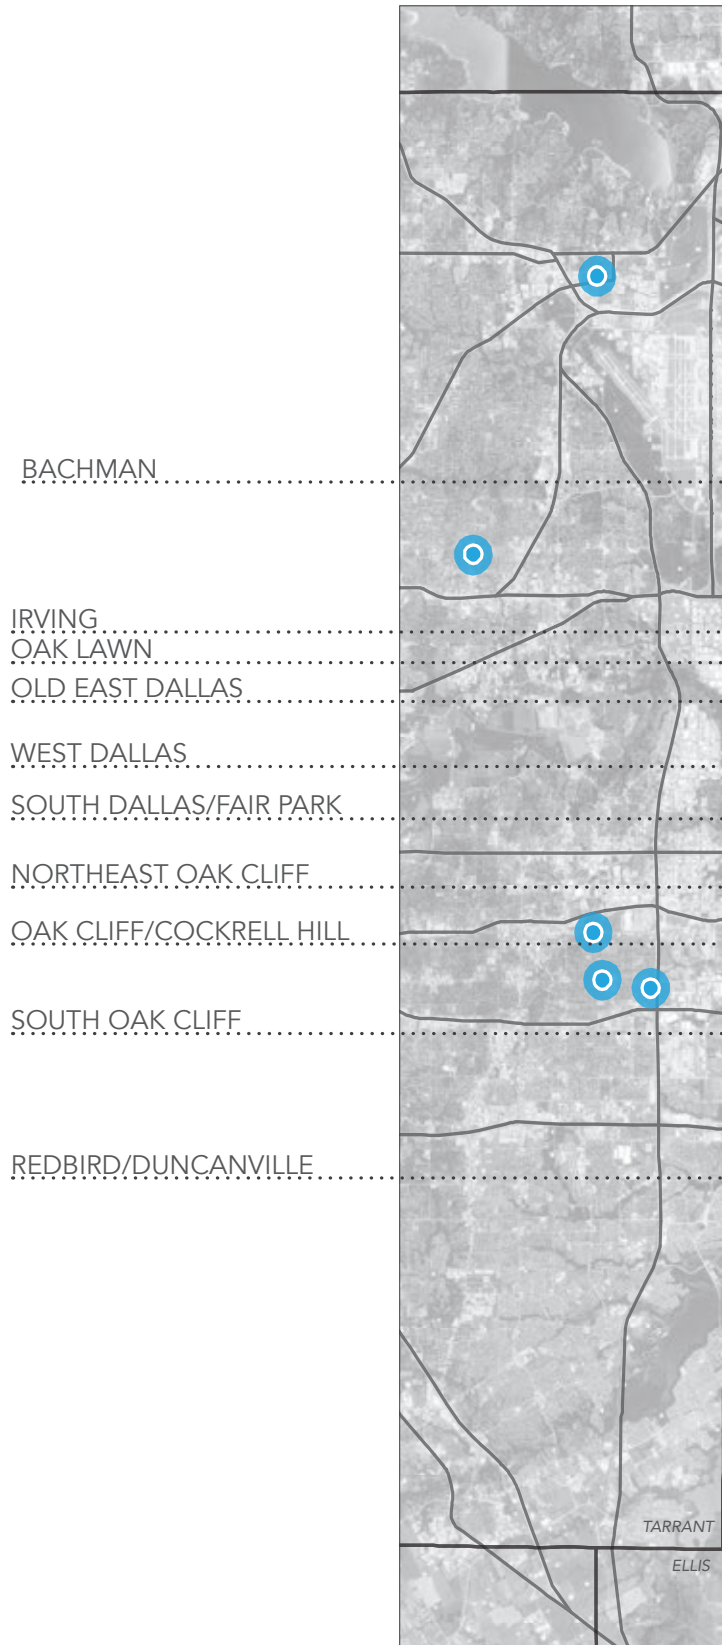 BACHMAN
IRVING
OAK LAWN
OLD EAST DALLAS
WEST DALLAS
SOUTH DALLAS/FAIR PARK
NORTHEAST OAK CLIFF
OAK CLIFF/COCKRELL HILL
SOUTH OAK CLIFF
REDBIRD/DUNCANVILLE
TARRANT
ELLIS